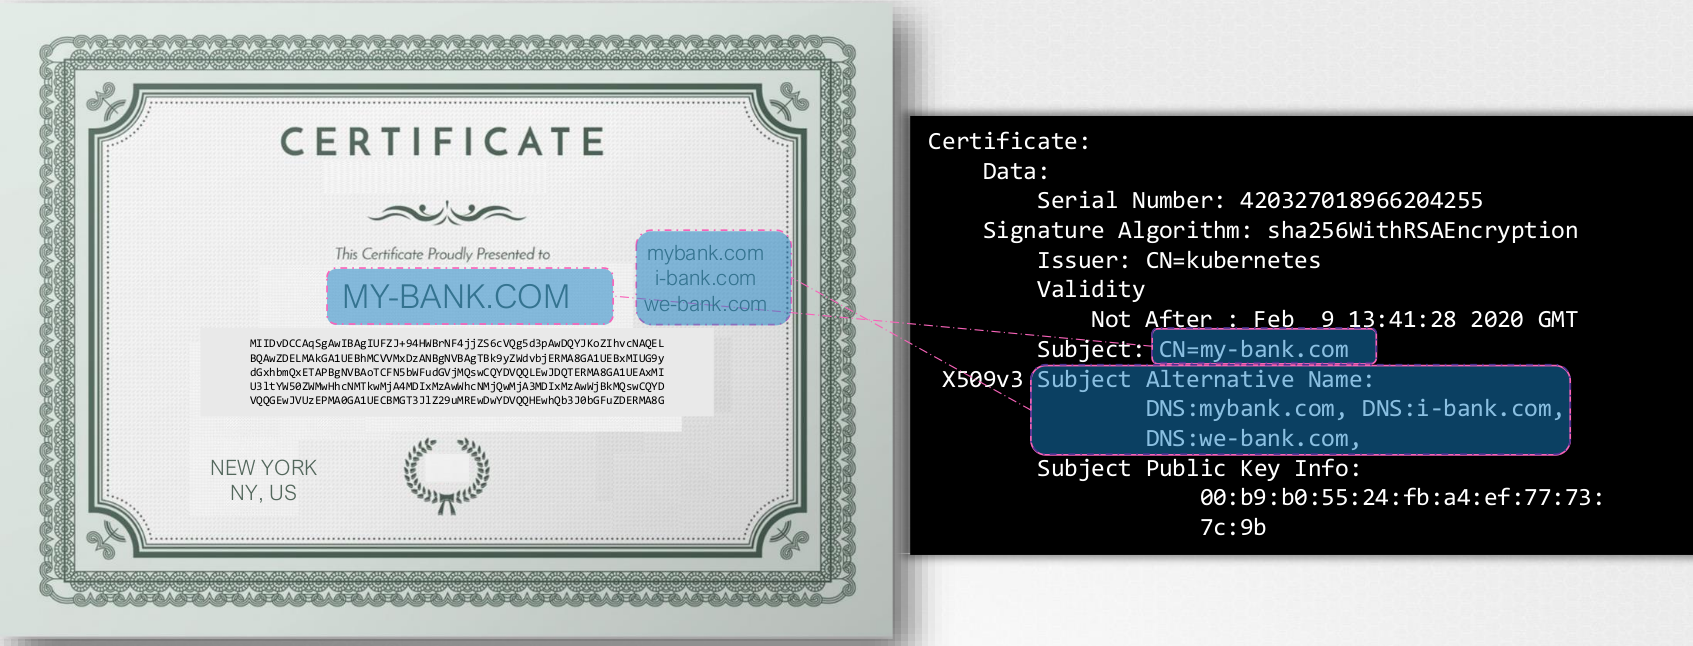 CERTIFICATE
This Certificate Proudly Presented to
MY-BANK.COM
mybank.com
i-bank.com
we-bank.com
MIIDvDCCAqSgAwIBAgIUFZJ+94HWBrNF4jjZS6cVQg5d3pAwDQYJKoZIhvcNAQEL
BQAwZDELMAkGA1UEBhMCVVMxDzANBgNVBAgTBk9yZWdvbjERMA8GA1UEBxMIUG9y
dGxhbmQxETAPBgNVBAoTCFN5bWFudGVjMQswCQYDVQQLEwJDQTERMA8GA1UEAxMI
U3ltYW50ZWMwHhcNMTkwMjA4MDIxMzAwWhcNMjQwMjA3MDIxMzAwWjBkMQswCQYD
VQQGEwJVUzEPMA0GA1UECBMGT3JlZ29uMREwDwYDVQQHEwhQb3J0bGFuZDERMA8G
NEW YORK
NY, US
Certificate:
Data:
Serial Number: 420327018966204255
Signature Algorithm: sha256WithRSAEncryption
Issuer: CN=kubernetes
Validity
Not After : Feb 9 13:41:28 2020 GMT
Subject: CN=my-bank.com
X509v3 Subject Alternative Name:
DNS:mybank.com, DNS:i-bank.com,
DNS:we-bank.com,
Subject Public Key Info:
00:b9:b0:55:24:fb:a4:ef:77:73:
7c:9b